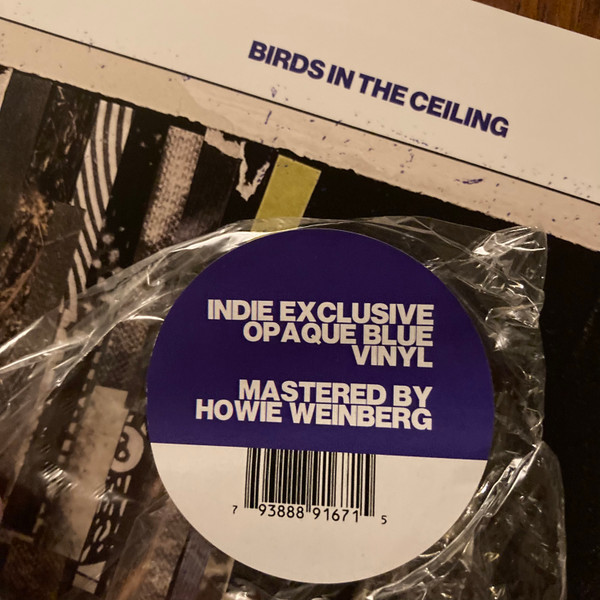 BIRDS IN THE CEILING
INDIE EXCLUSIVE
OPAQUE BLUE
VINYL
MASTERED BY
HOWIE WEINBERG
7 93888 91671 5